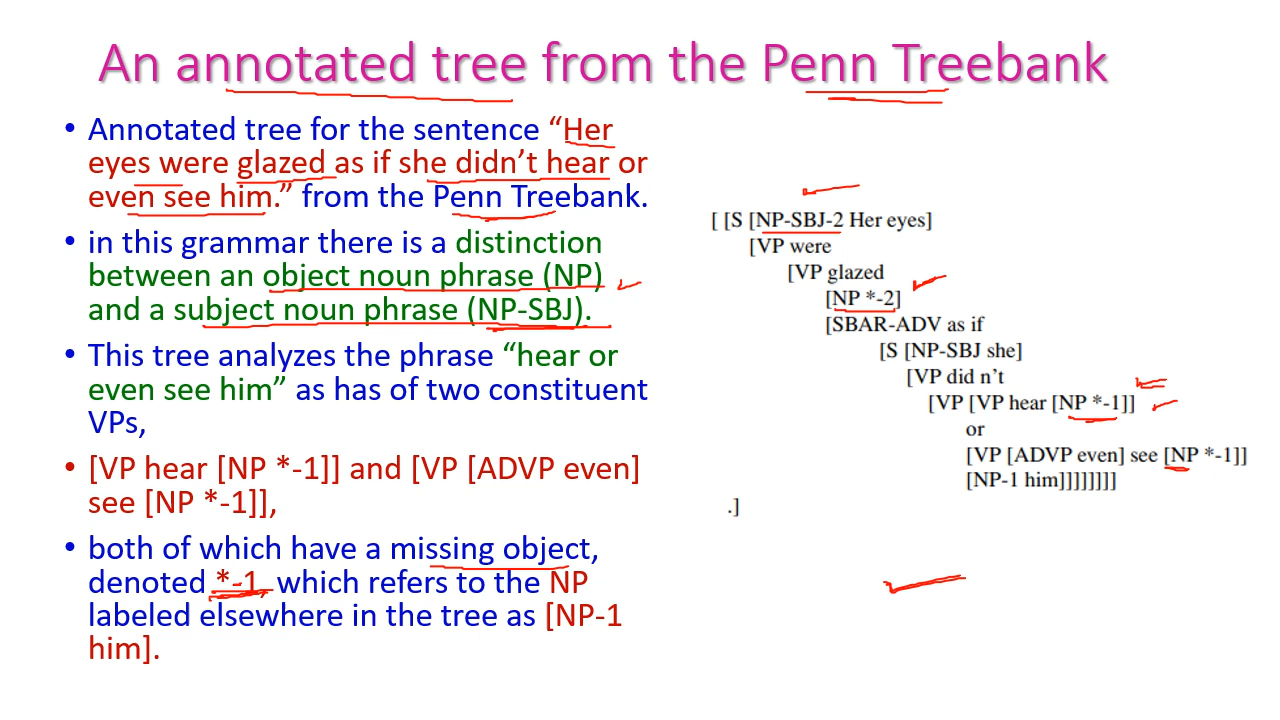 An annotated tree from the Penn Treebank
• Annotated tree for the sentence “Her
eyes were glazed as if she didn’t hear or
even see him.” from the Penn Treebank.
• in this grammar there is a distinction
between an object noun phrase (NP)
and a subject noun phrase (NP-SBJ).
• This tree analyzes the phrase “hear or
even see him” as has of two constituent
VPs,
• [VP hear [NP *-1]] and [VP [ADVP even]
see [NP *-1]],
• both of which have a missing object,
denoted *-1, which refers to the NP
labeled elsewhere in the tree as [NP-1
him].
[ [S [NP-SBJ-2 Her eyes]
[VP were
[VP glazed
[NP *-2]
[SBAR-ADV as if
[S [NP-SBJ she]
[VP did n’t
[VP [VP hear [NP *-1]]
or
[VP [ADVP even] see [NP *-1]]
[NP-1 him]]]]]]]]
.]